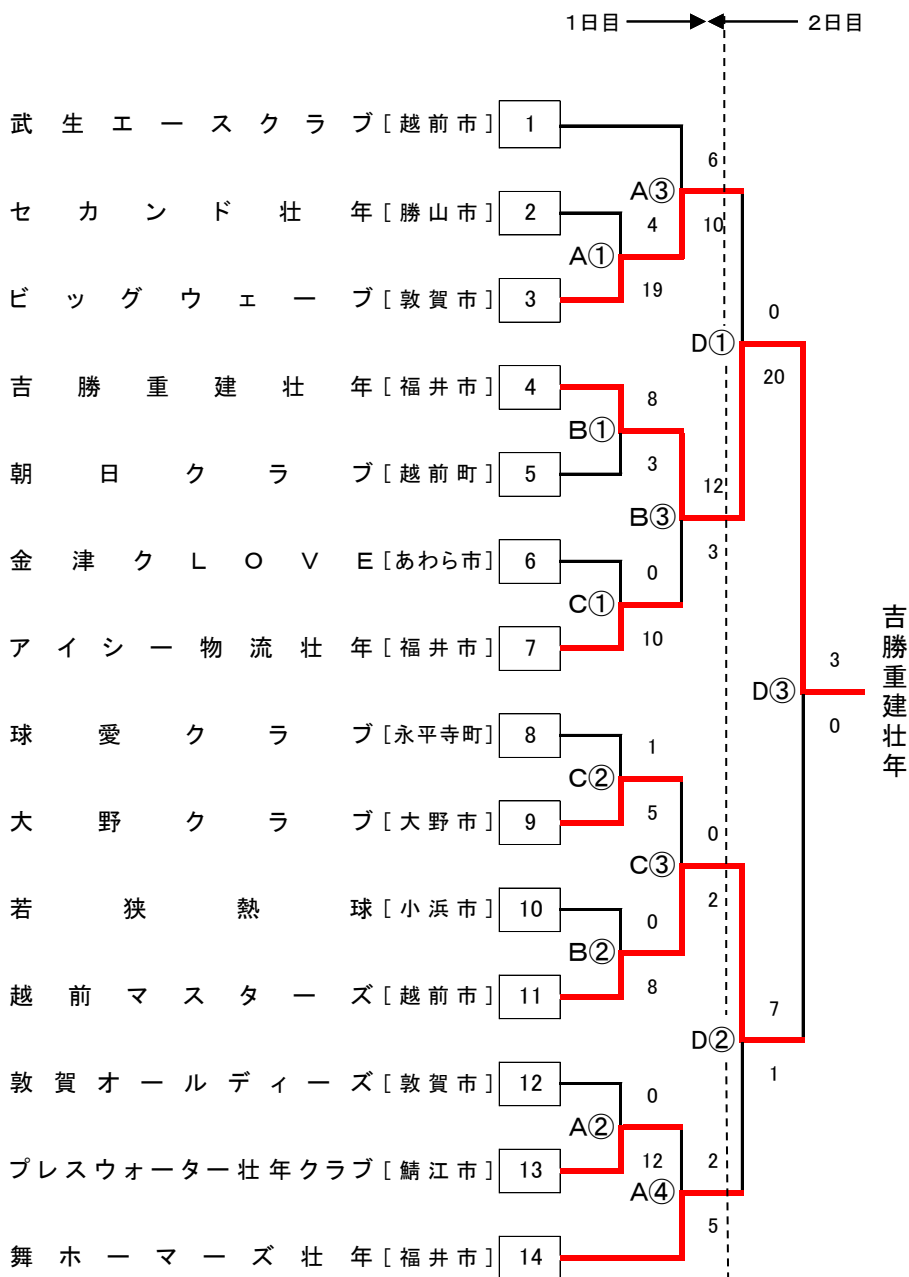 1日目 2日目
武生エースクラブ[越前市] 1
6
A③
セカンド壮年[勝山市] 2
4 10
A①
ビッグウェーブ[敦賀市] 3
19
0
D①
吉勝重建壮年[福井市] 4
20
8
B①
朝日クラブ[越前町] 5
3
12
B③
金津クLOVE[あわら市] 6
0
3
C①
アイシー物流壮年[福井市] 7
10
3
D③
0
吉勝重建壮年
球愛クラブ[永平寺町] 8
1
C②
大野クラブ[大野市] 9
5
0
C③
若狭熱球[小浜市] 10
0
2
B②
越前マスターズ[越前市] 11
8
7
D②
1
敦賀オールディーズ[敦賀市] 12
0
A②
プレスウォーター壮年クラブ[鯖江市] 13
12
2
A④
5
舞ホーマーズ壮年[福井市] 14